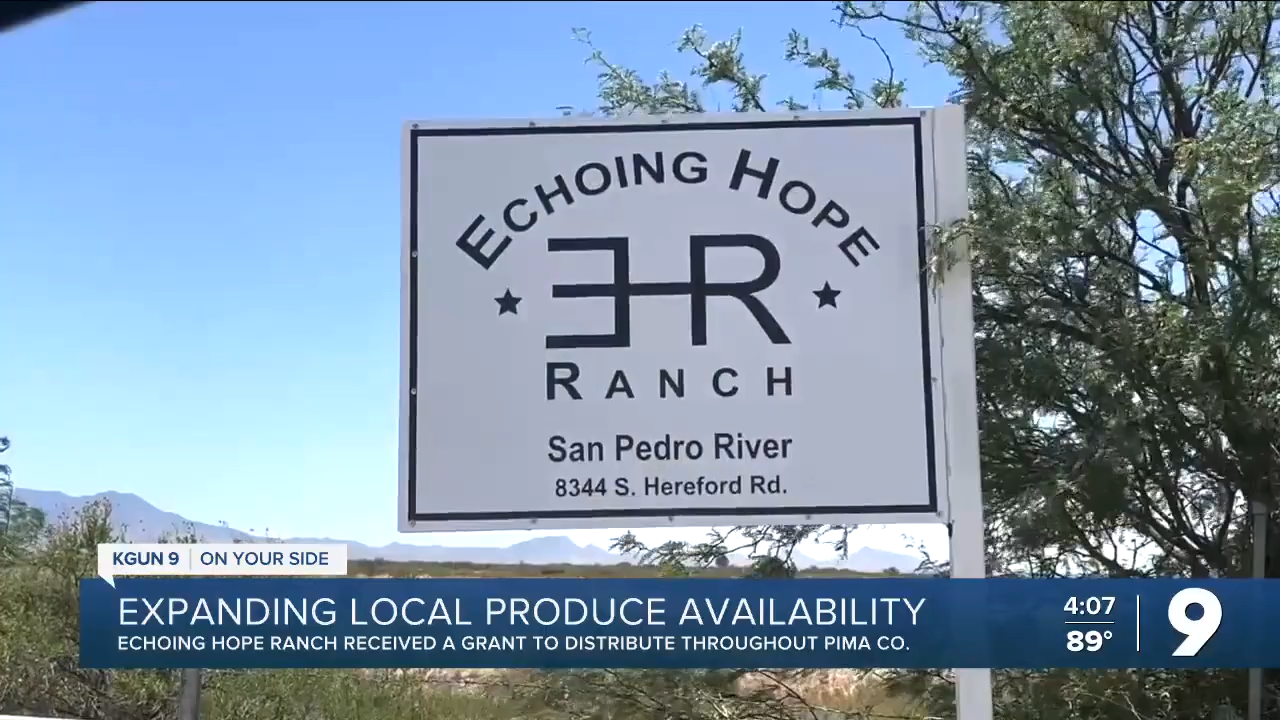 ECHOING HOPE
EHR
RANCH
San Pedro River
8344 S. Hereford Rd.
KGUN 9 | ON YOUR SIDE
EXPANDING LOCAL PRODUCE AVAILABILITY
ECHOING HOPE RANCH RECEIVED A GRANT TO DISTRIBUTE THROUGHOUT PIMA CO.
4:07
89°
9